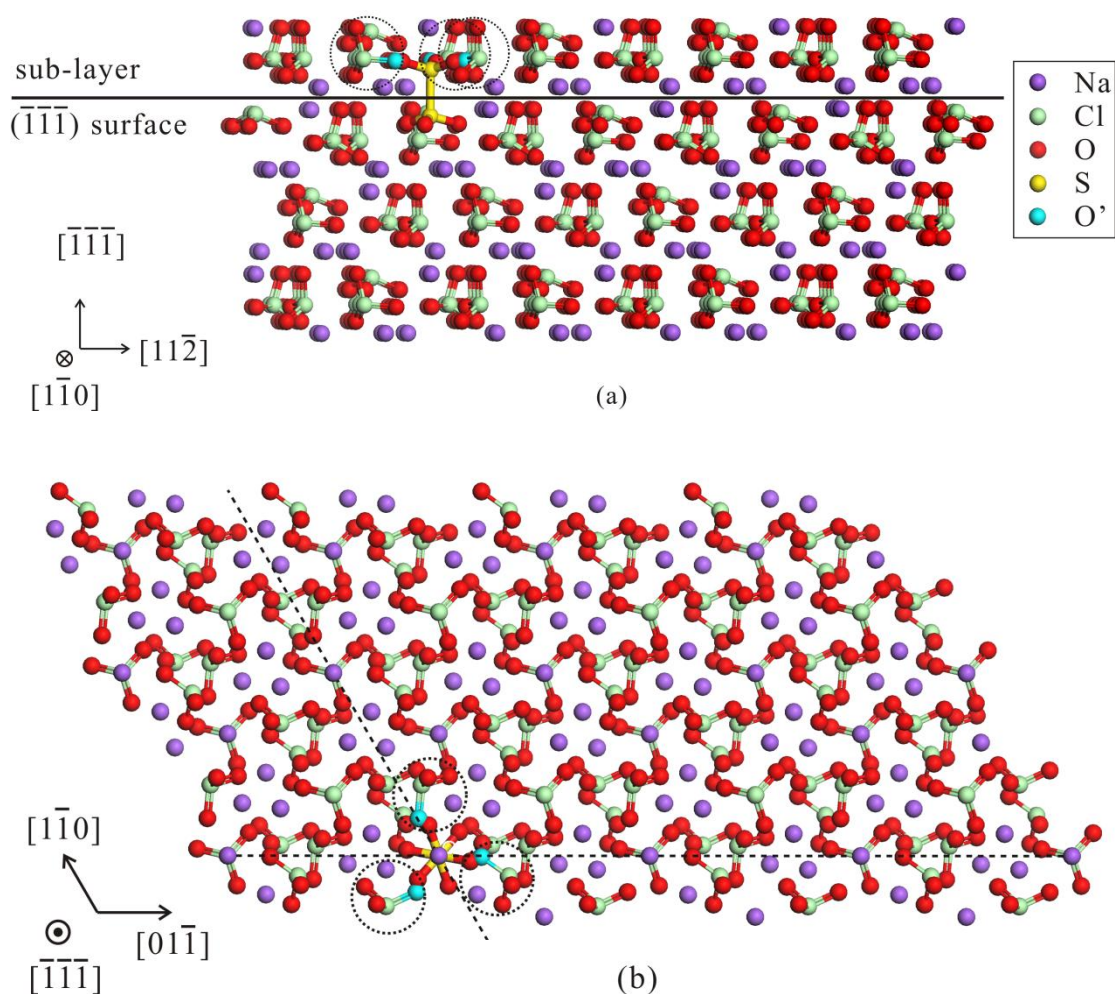 sub-layer
(1̅1̅1̅) surface
Na
Cl
O
S
O'
[1̅1̅1̅]
[112̅]
[11̅0]
(a)
[11̅0]
[011̅]
[1̅1̅1̅]
(b)